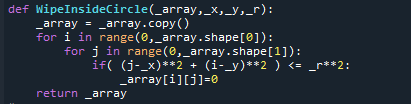 def WipeInsideCircle(_array,_x,_y,_r):
    _array = _array.copy()
    for i in range(0,_array.shape[0]):
        for j in range(0,_array.shape[1]):
            if( (j-_x)**2 + (i-_y)**2 ) <= _r**2:
                _array[i][j]=0
    return _array